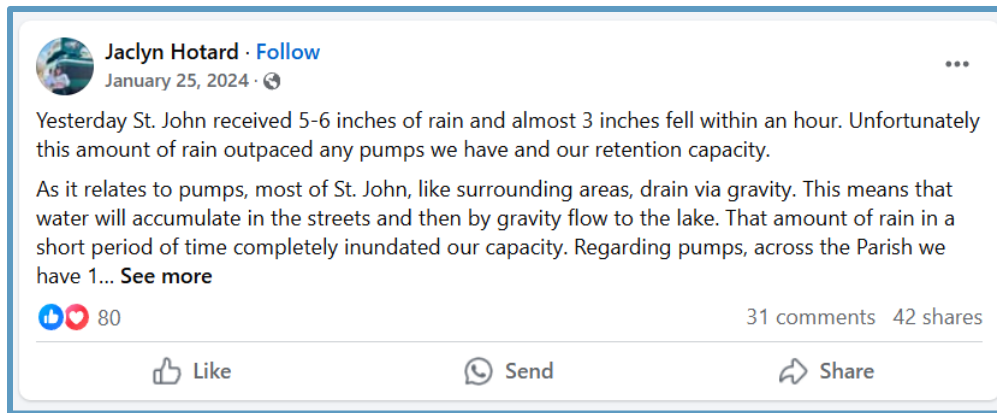 Jaclyn Hotard · Follow
January 25, 2024 ·
Yesterday St. John received 5-6 inches of rain and almost 3 inches fell within an hour. Unfortunately
this amount of rain outpaced any pumps we have and our retention capacity.
As it relates to pumps, most of St. John, like surrounding areas, drain via gravity. This means that
water will accumulate in the streets and then by gravity flow to the lake. That amount of rain in a
short period of time completely inundated our capacity. Regarding pumps, across the Parish we
have 1... See more
80 31 comments 42 shares
Like Send Share